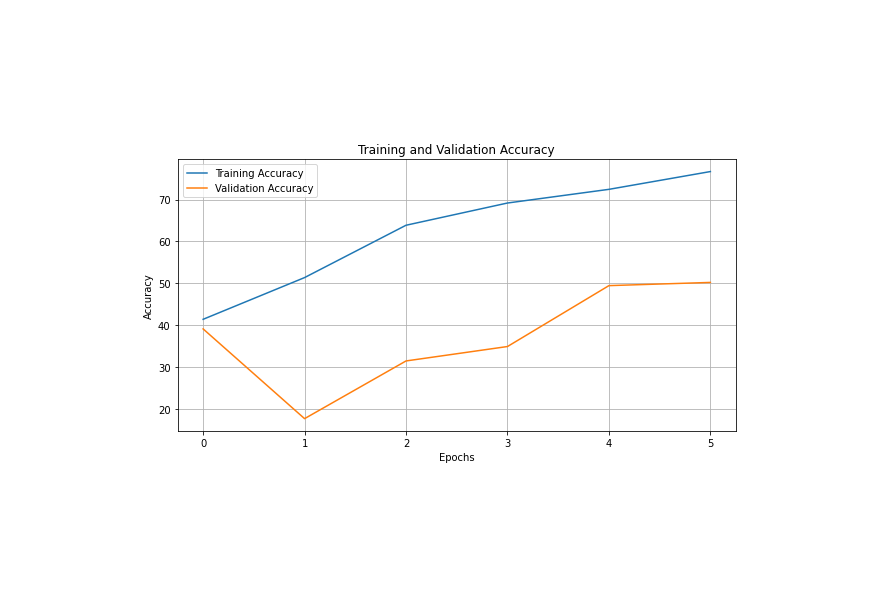 Training and Validation Accuracy
Training Accuracy
Validation Accuracy
70
60
50
40
30
20
Accuracy
0 1 2 3 4 5
Epochs